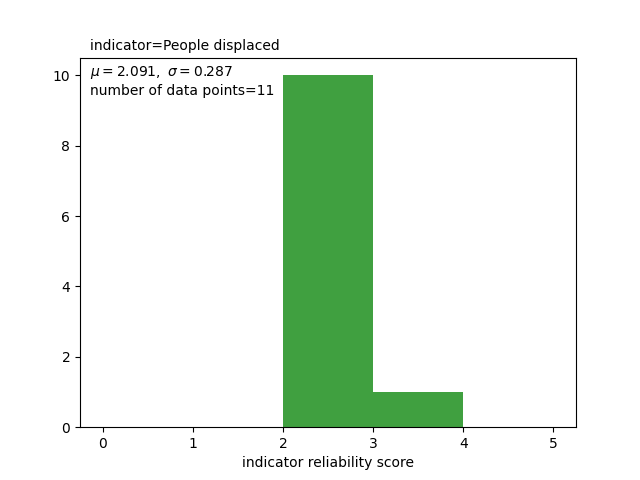 indicator=People displaced
μ = 2.091, σ = 0.287
number of data points=11
10
8
6
4
2
0
0 1 2 3 4 5
indicator reliability score